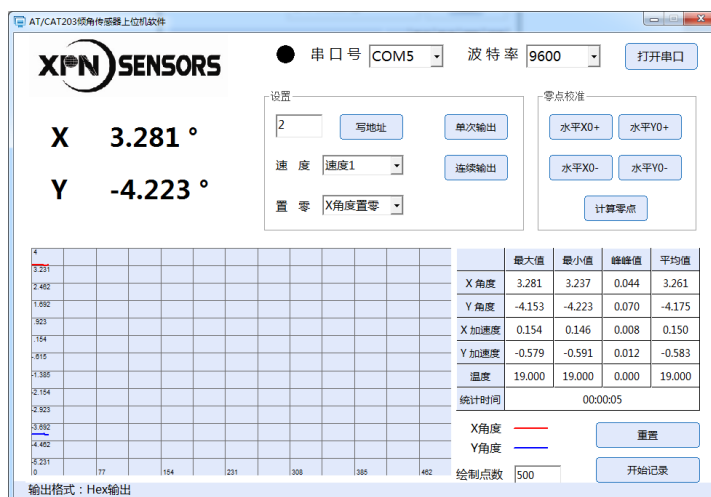 AT/CAT203倾角传感器上位机软件
XPN SENSORS
串口号 COM5 波特率 9600 打开串口
设置
零点校准
2 写地址 单次输出 水平X0+ 水平Y0+
X 3.281 °
速度 速度1 连续输出 水平X0- 水平Y0-
Y -4.223 °
置零 X角度置零 计算零点
4
3.231
2.462
1.692
.923
.154
-.615
-1.385
-2.154
-2.923
-3.692
-4.462
-5.231
0 77 154 231 308 385 462
最大值 最小值 峰峰值 平均值
X 角度 3.281 3.237 0.044 3.261
Y 角度 -4.153 -4.223 0.070 -4.175
X 加速度 0.154 0.146 0.008 0.150
Y 加速度 -0.579 -0.591 0.012 -0.583
温度 19.000 19.000 0.000 19.000
统计时间 00:00:05
X角度
Y角度
重置
绘制点数 500 开始记录
输出格式：Hex输出